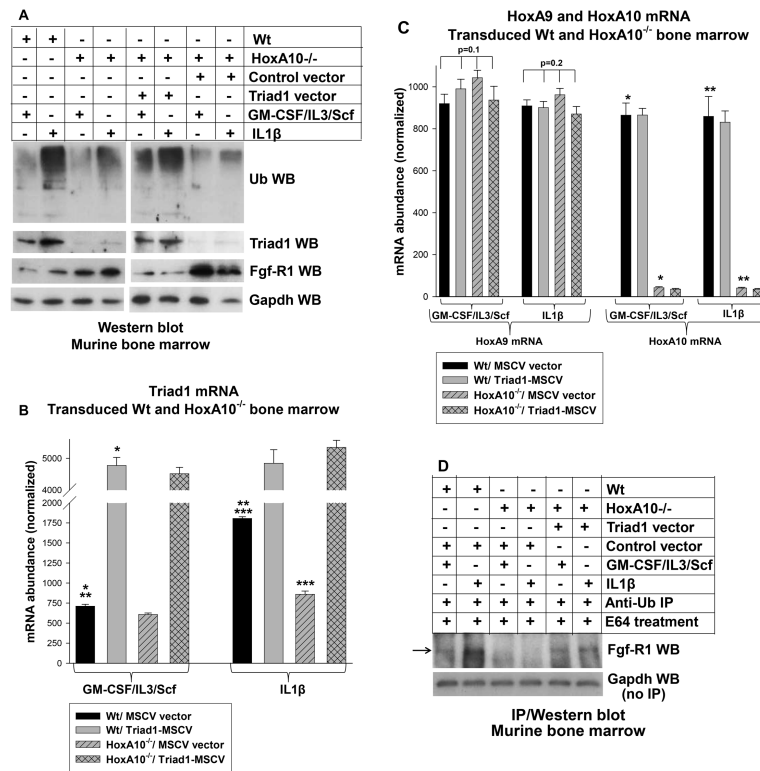 A
+ + - - - - - - Wt
- - + + + + + + HoxA10-/-
- - - - - - + + Control vector
- - - - + + - - Triad1 vector
+ - + - + - + - GM-CSF/IL3/Scf
- + - + - + - + IL1β
Ub WB
Triad1 WB
Fgf-R1 WB
Gapdh WB
Western blot
Murine bone marrow
B
Triad1 mRNA
Transduced Wt and HoxA10-/- bone marrow
mRNA abundance (normalized)
5000
4000
2000
1750
1500
1250
1000
750
500
250
0
*
**
*
**
***
***
GM-CSF/IL3/Scf
IL1β
Wt/ MSCV vector
Wt/ Triad1-MSCV
HoxA10-/-/ MSCV vector
HoxA10-/-/ Triad1-MSCV
C
HoxA9 and HoxA10 mRNA
Transduced Wt and HoxA10-/- bone marrow
mRNA abundance (normalized)
1000
800
600
400
200
0
p=0.1
p=0.2
*
**
*
**
GM-CSF/IL3/Scf IL1β GM-CSF/IL3/Scf IL1β
HoxA9 mRNA HoxA10 mRNA
Wt/ MSCV vector
Wt/ Triad1-MSCV
HoxA10-/-/ MSCV vector
HoxA10-/-/ Triad1-MSCV
D
+ + - - - - Wt
- - + + + + HoxA10-/-
- - - - + + Triad1 vector
+ + + + - - Control vector
+ - + - + - GM-CSF/IL3/Scf
- + - + - + IL1β
+ + + + + + Anti-Ub IP
+ + + + + + E64 treatment
Fgf-R1 WB
Gapdh WB
(no IP)
IP/Western blot
Murine bone marrow